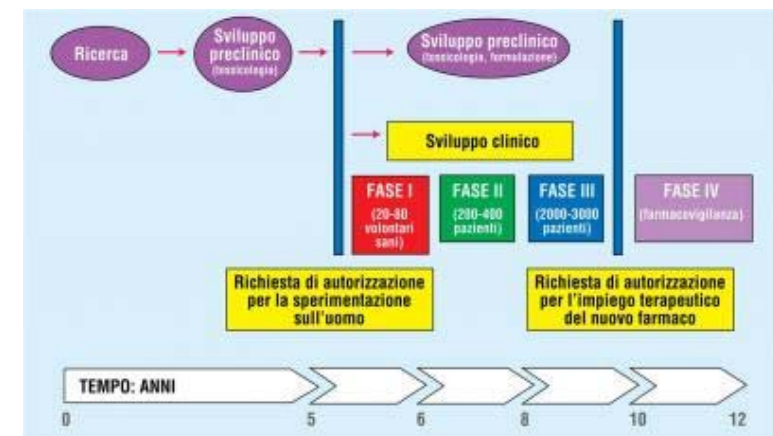 Ricerca
Sviluppo
preclinico
(tossicologia)
Sviluppo preclinico
(tossicologia, formulazione)
Sviluppo clinico
FASE I
(20-80
volontari
sani)
FASE II
(200-400
pazienti)
FASE III
(2000-3000
pazienti)
FASE IV
(farmacovigilanza)
Richiesta di autorizzazione
per la sperimentazione
sull'uomo
Richiesta di autorizzazione
per l'impiego terapeutico
del nuovo farmaco
TEMPO: ANNI
0 5 6 8 10 12